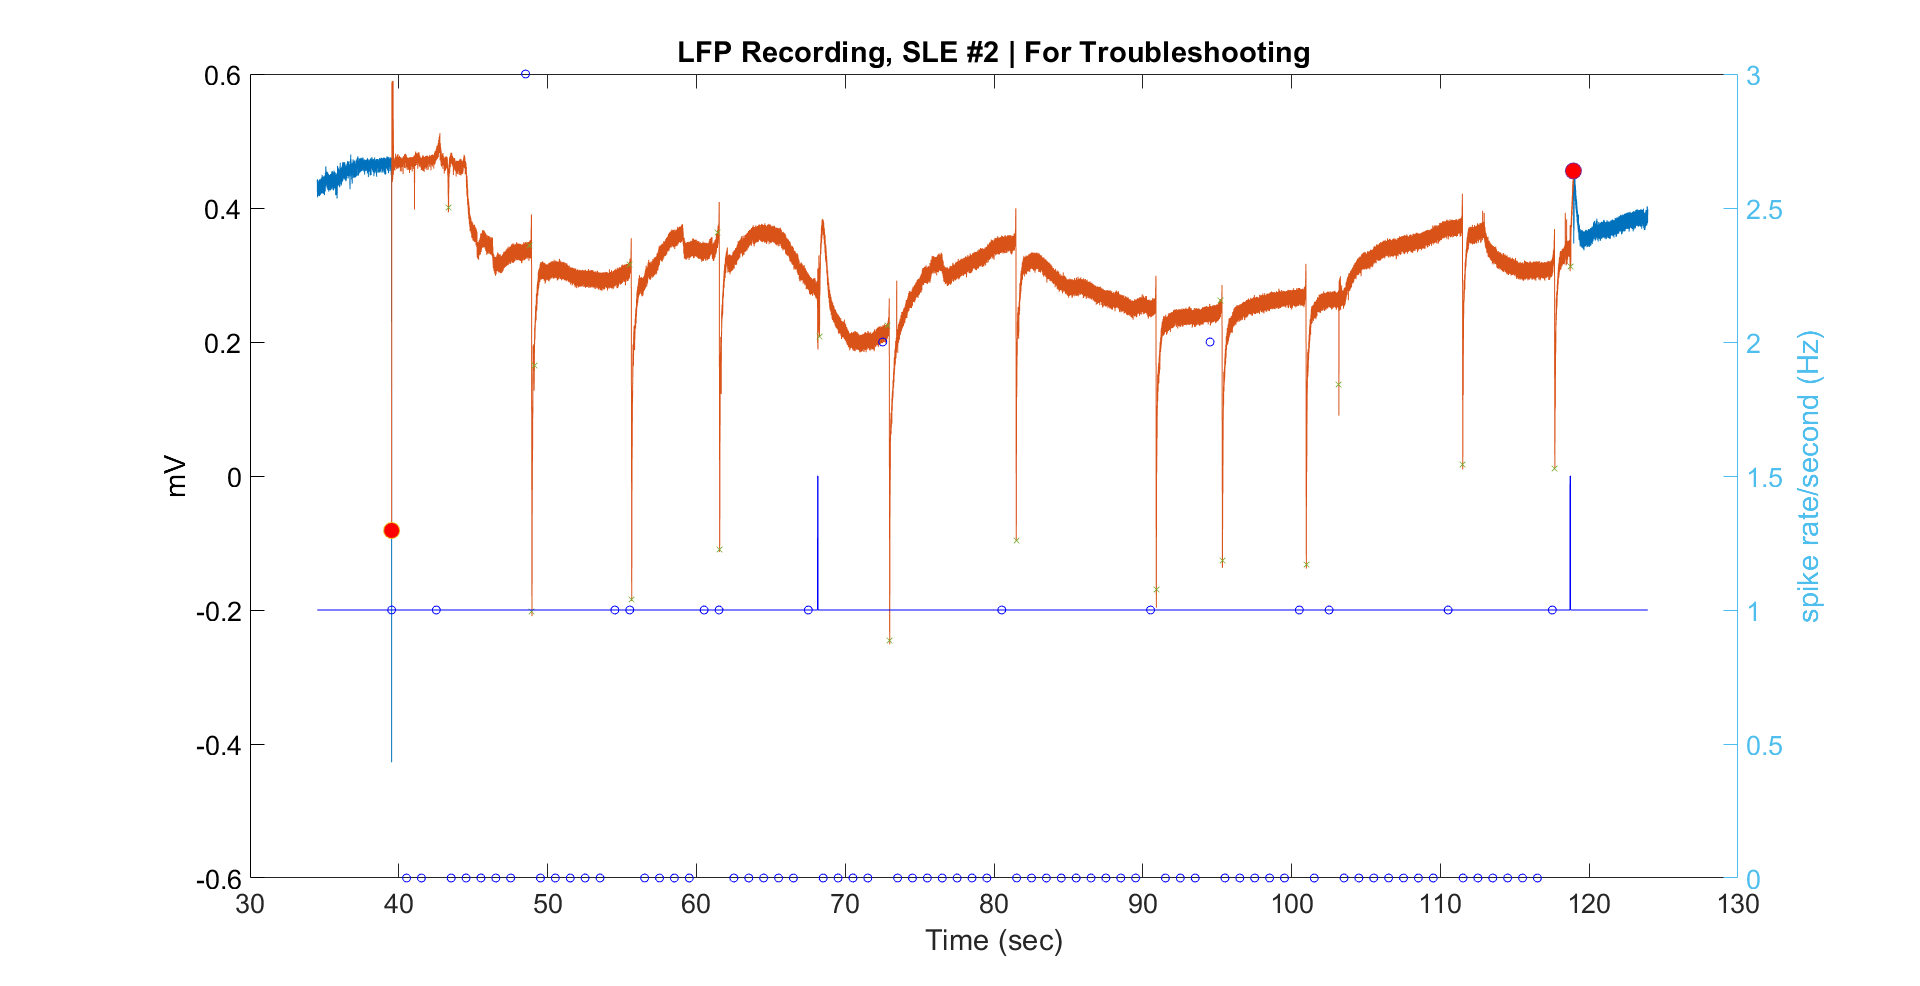 LFP Recording, SLE #2 | For Troubleshooting
0.6
0.4
0.2
0
-0.2
-0.4
-0.6
mV
3
2.5
2
1.5
1
0.5
0
spike rate/second (Hz)
30 40 50 60 70 80 90 100 110 120 130
Time (sec)